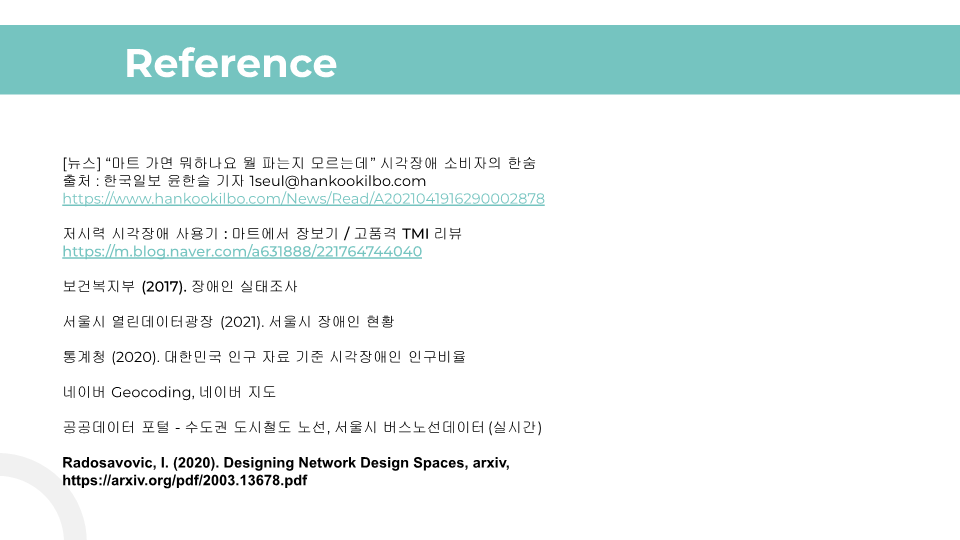 Reference
[뉴스] “마트 가면 뭐하나요 뭘 파는지 모르는데” 시각장애 소비자의 한숨
출처 : 한국일보 윤한슬 기자 1seul@hankookilbo.com
https://www.hankookilbo.com/News/Read/A2021041916290002878
저시력 시각장애 사용기 : 마트에서 장보기 / 고품격 TMI 리뷰
https://m.blog.naver.com/a631888/221764744040
보건복지부 (2017). 장애인 실태조사
서울시 열린데이터광장 (2021). 서울시 장애인 현황
통계청 (2020). 대한민국 인구 자료 기준 시각장애인 인구비율
네이버 Geocoding, 네이버 지도
공공데이터 포털 - 수도권 도시철도 노선, 서울시 버스노선데이터(실시간)
Radosavovic, I. (2020). Designing Network Design Spaces, arxiv,
https://arxiv.org/pdf/2003.13678.pdf